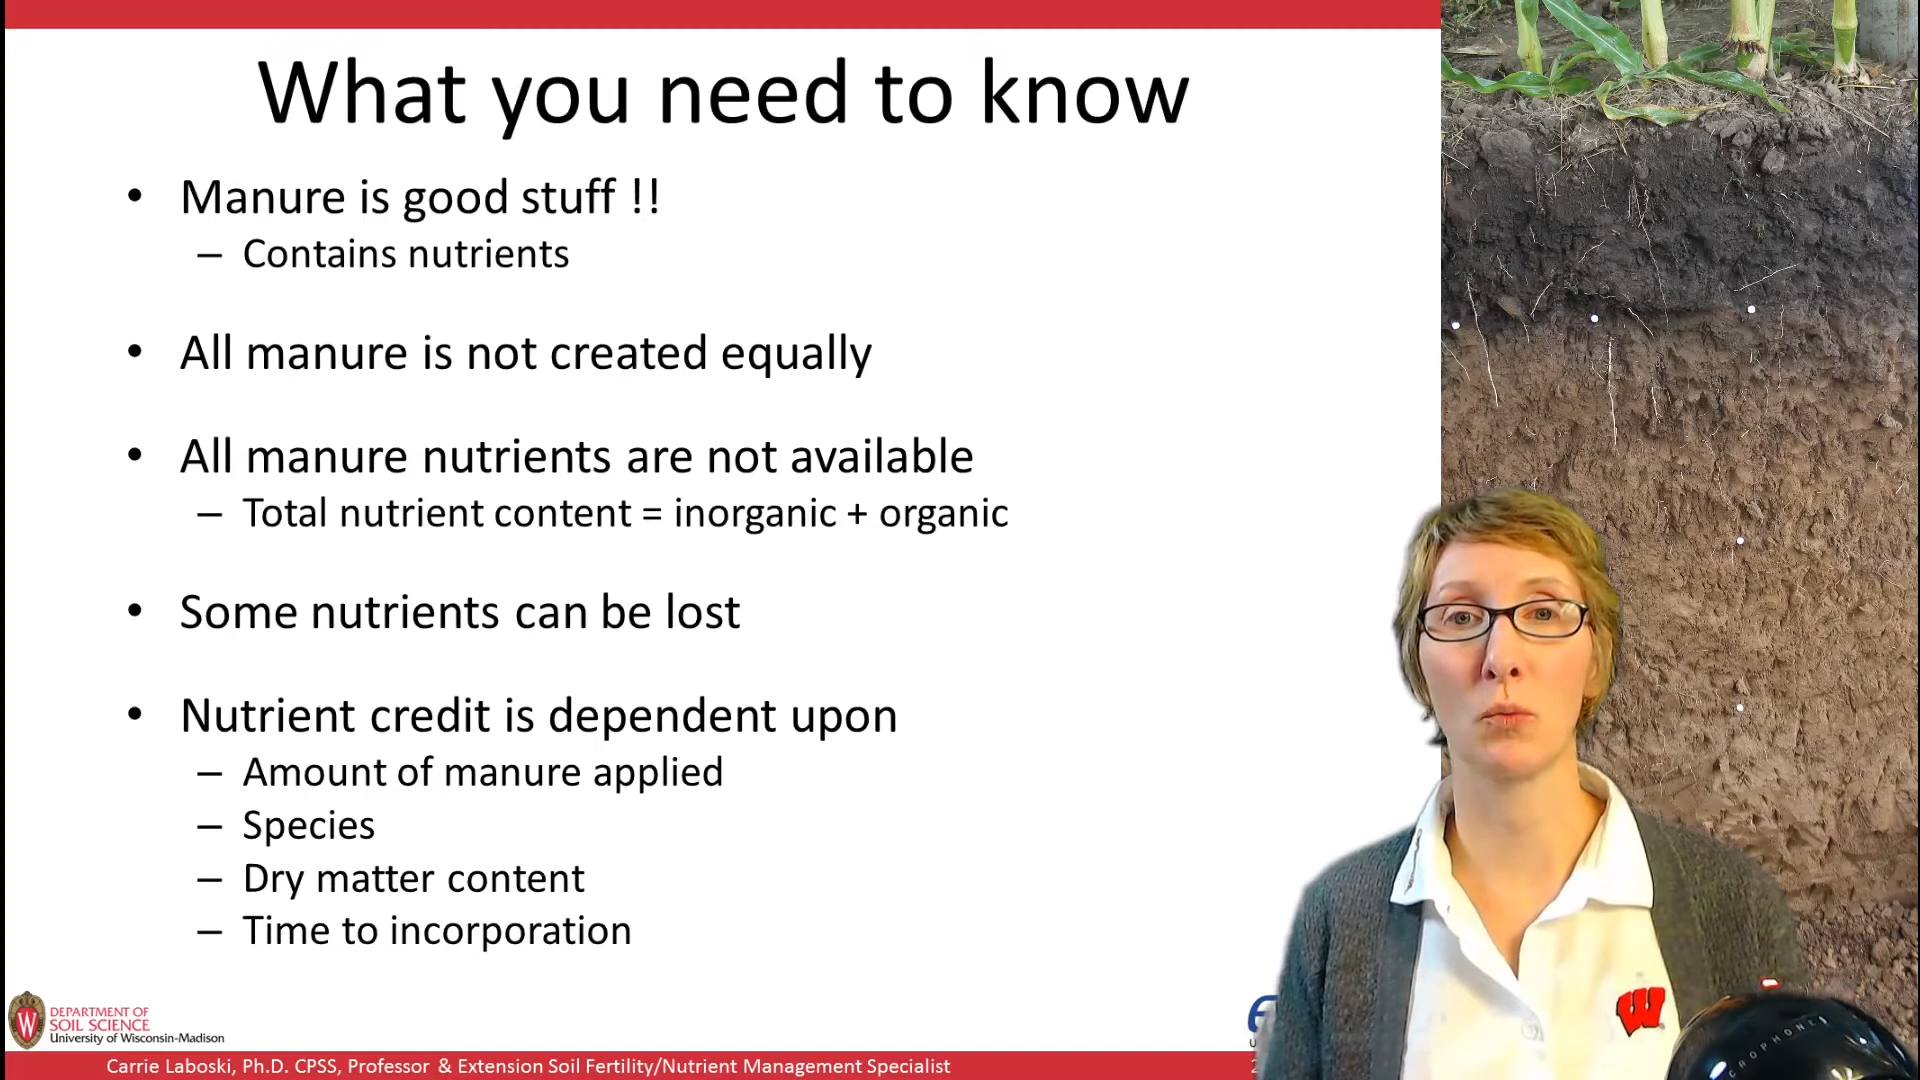 What you need to know
• Manure is good stuff !!
– Contains nutrients
• All manure is not created equally
• All manure nutrients are not available
– Total nutrient content = inorganic + organic
• Some nutrients can be lost
• Nutrient credit is dependent upon
– Amount of manure applied
– Species
– Dry matter content
– Time to incorporation
W
DEPARTMENT OF
SOIL SCIENCE
University of Wisconsin-Madison
Carrie Laboski, Ph.D. CPSS, Professor & Extension Soil Fertility/Nutrient Management Specialist
W